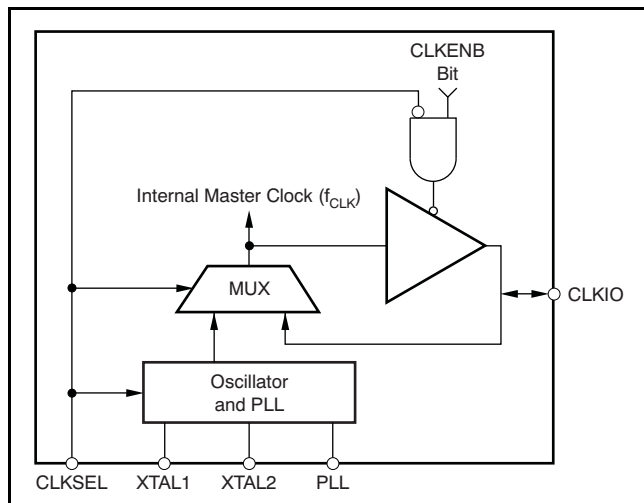 CLKENB
Bit
Internal Master Clock (fCLK)
MUX
CLKIO
Oscillator
and PLL
CLKSEL
XTAL1
XTAL2
PLL